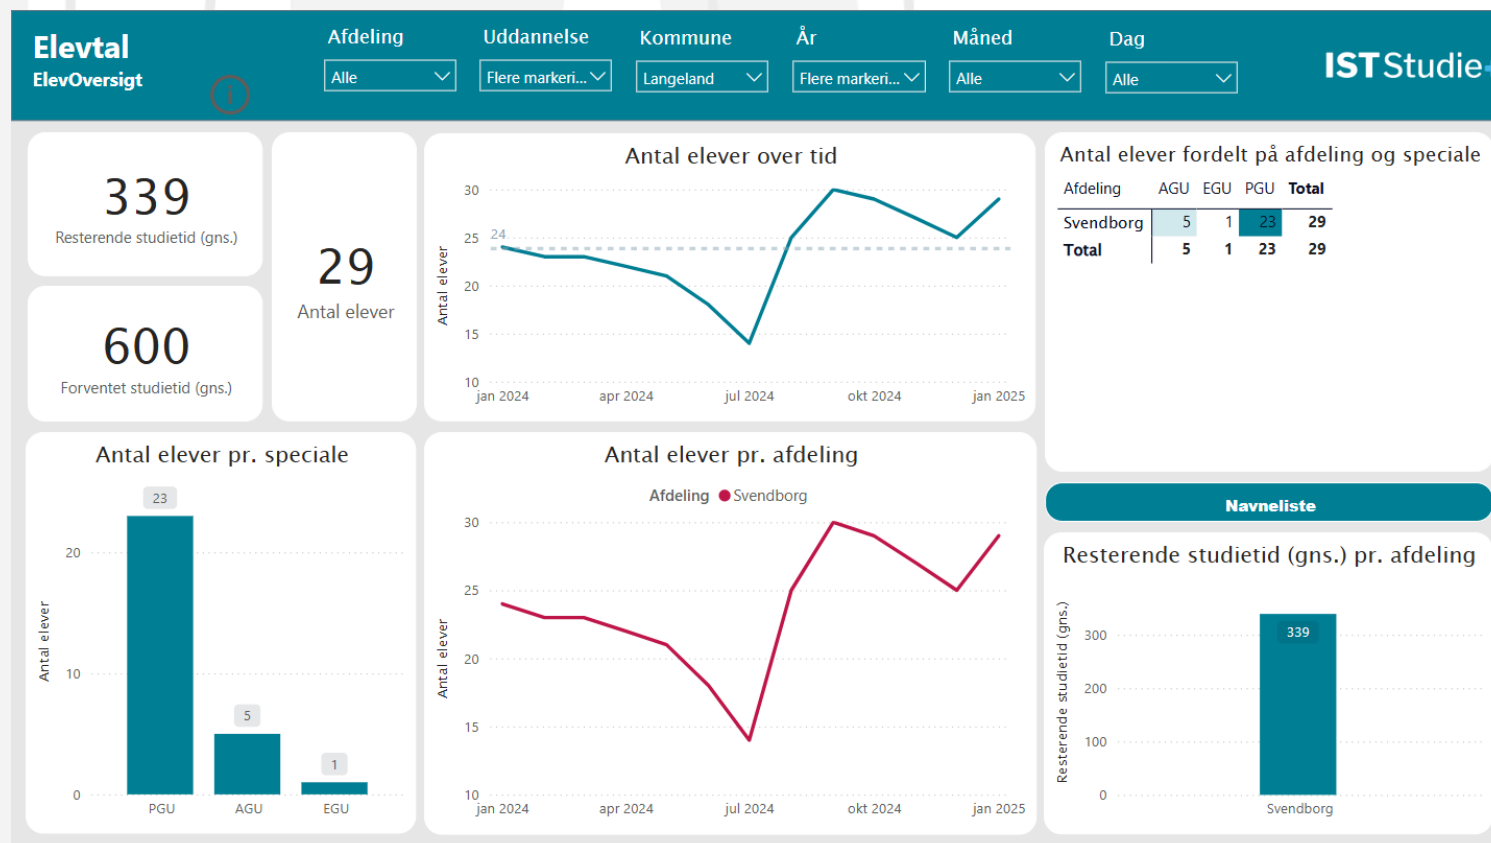 Elevtal
ElevOversigt
Afdeling
Alle
Uddannelse
Flere markeri...
Kommune
Langeland
År
Flere markeri...
Måned
Alle
Dag
Alle
IST Studie+
339
Resterende studietid (gns.)
600
Forventet studietid (gns.)
29
Antal elever
Antal elever over tid
Antal elever
30
25
20
15
10
24
jan 2024 apr 2024 jul 2024 okt 2024 jan 2025
Antal elever fordelt på afdeling og speciale
Afdeling AGU EGU PGU Total
Svendborg 5 1 23 29
Total 5 1 23 29
Antal elever pr. speciale
Antal elever
20
10
0
23
5
1
PGU AGU EGU
Antal elever pr. afdeling
Afdeling Svendborg
Antal elever
30
25
20
15
10
jan 2024 apr 2024 jul 2024 okt 2024 jan 2025
Navneliste
Resterende studietid (gns.) pr. afdeling
Resterende studietid (gns.)
300
200
100
0
339
Svendborg